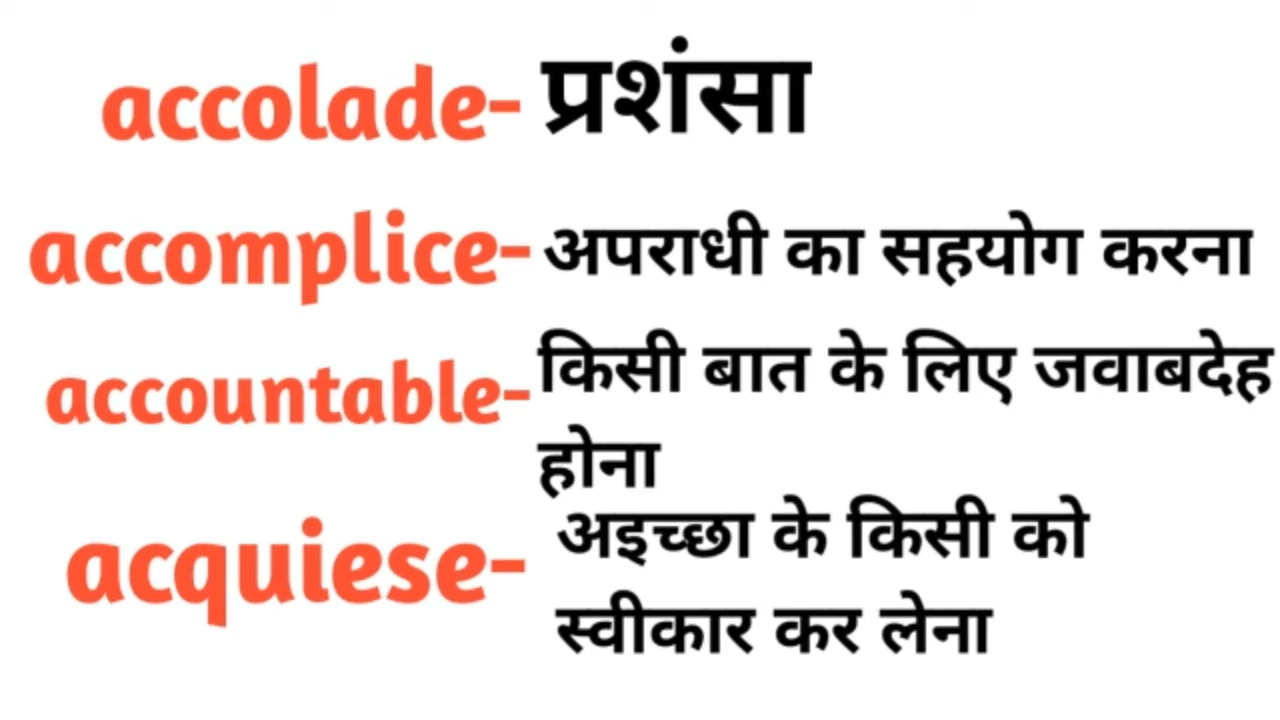 accolade- प्रशंसा
accomplice- अपराधी का सहयोग करना
accountable- किसी बात के लिए जवाबदेह
होना
acquiese- अइच्छा के किसी को
स्वीकार कर लेना